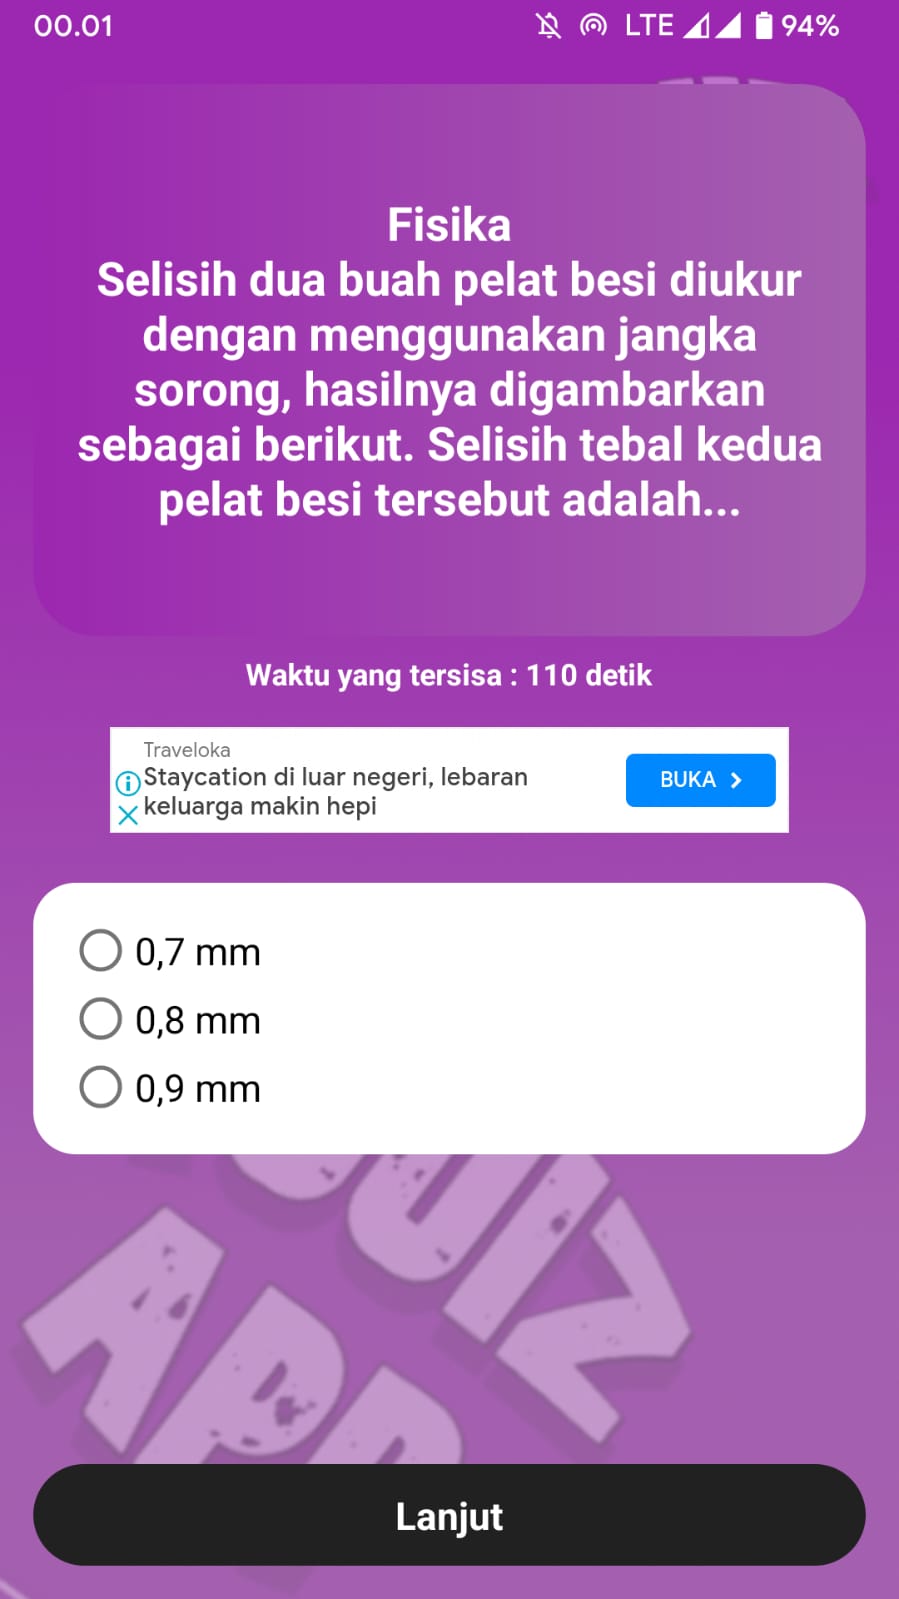 00.01
LTE 94%
Fisika
Selisih dua buah pelat besi diukur
dengan menggunakan jangka
sorong, hasilnya digambarkan
sebagai berikut. Selisih tebal kedua
pelat besi tersebut adalah...
Waktu yang tersisa : 110 detik
Traveloka
Staycation di luar negeri, lebaran
keluarga makin hepi
BUKA
0,7 mm
0,8 mm
0,9 mm
QUIZ
APP
Lanjut